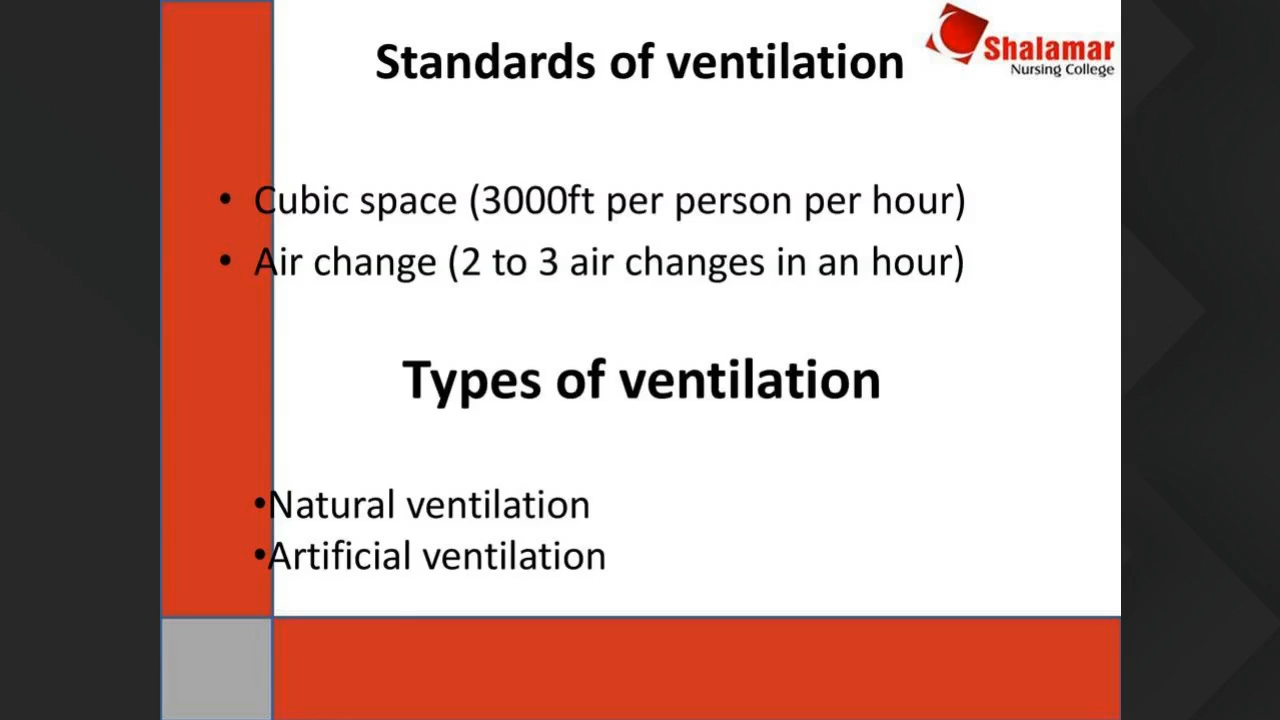 Standards of ventilation
Shalamar
Nursing College
• Cubic space (3000ft per person per hour)
• Air change (2 to 3 air changes in an hour)
Types of ventilation
•Natural ventilation
•Artificial ventilation